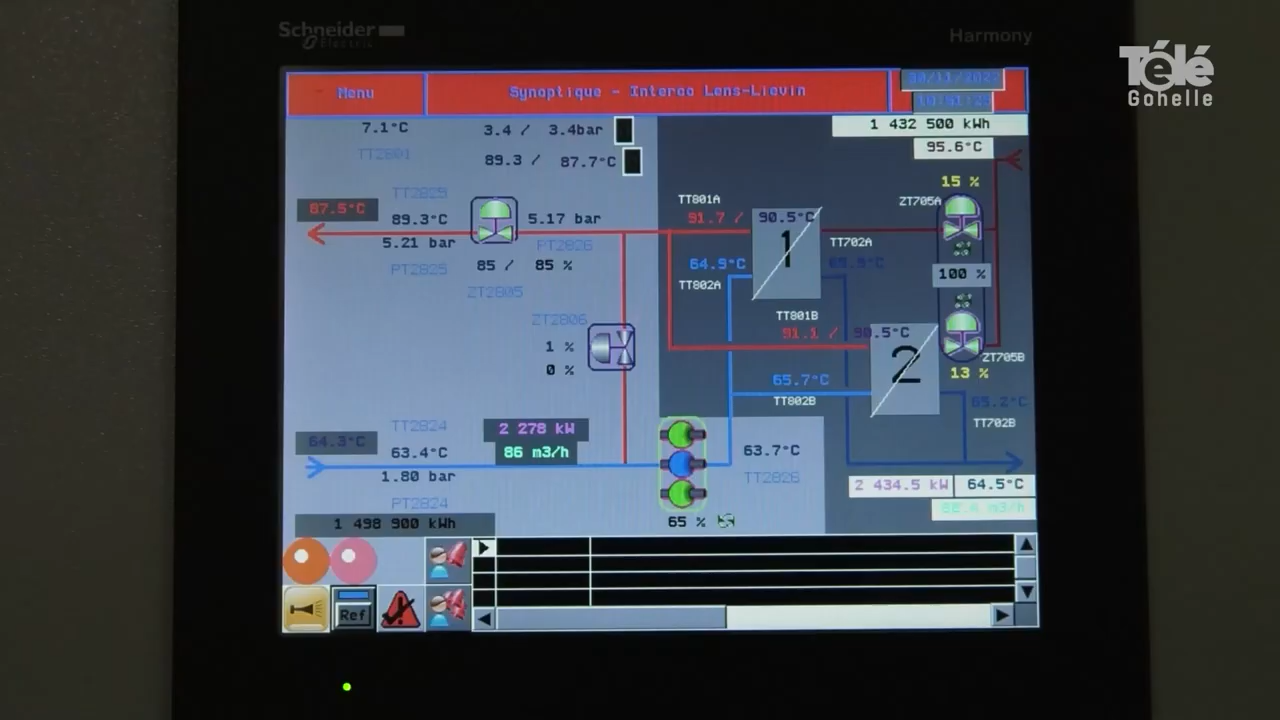 Schneider
Electric
Harmony
Télé
Gohelle
Menu
Synoptique - Interco Lens-Lievin
7.1°C
TT2801
3.4 / 3.4bar
89.3 / 87.7°C
1 432 500 kWh
95.6°C
15 %
ZT705A
TT2825
87.5°C
89.3°C
5.21 bar
PT2825
5.17 bar
PT2826
85 / 85 %
ZT2805
TT801A
91.7 / 90.5°C
1
TT702A
64.9°C
TT802A
100 %
ZT2806
1 %
0 %
TT801B
91.1 / 90.5°C
2
ZT705B
13 %
65.7°C
TT802B
65.2°C
TT702B
TT2824
64.3°C
63.4°C
1.80 bar
PT2824
2 278 kW
86 m3/h
63.7°C
TT2828
2 434.5 kW
64.5°C
1 498 900 kWh
65 %
Ref